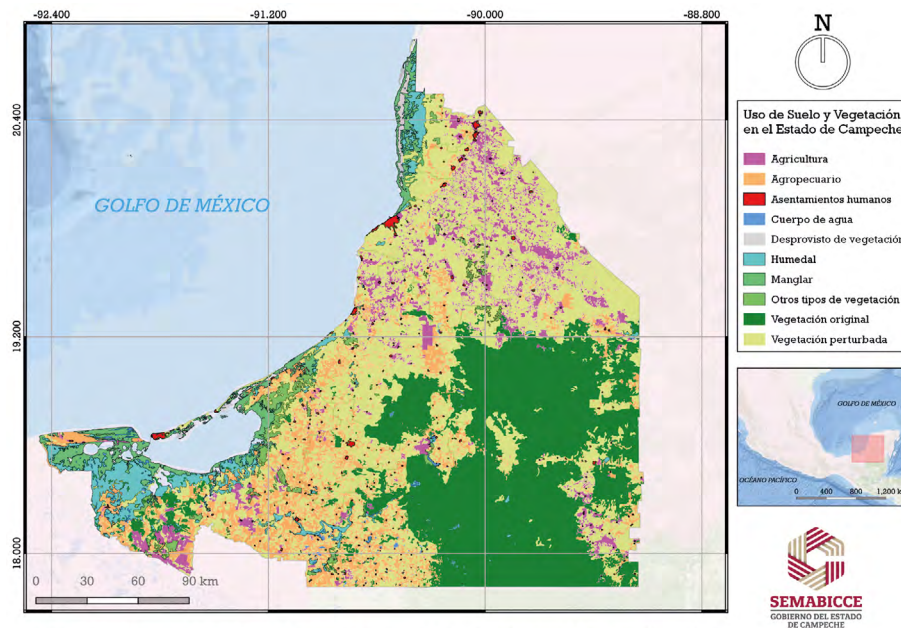 -92.400
-91.200
-90.000
-88.800
20.400
19.200
18.000
GOLFO DE MÉXICO
0 30 60 90 km
N
Uso de Suelo y Vegetación
en el Estado de Campeche
Agricultura
Agropecuario
Asentamientos humanos
Cuerpo de agua
Desprovisto de vegetación
Humedal
Manglar
Otros tipos de vegetación
Vegetación original
Vegetación perturbada
GOLFO DE MÉXICO
OCÉANO PACÍFICO
0 400 800 1,200 k
SEMABICCE
GOBIERNO DEL ESTADO
DE CAMPECHE